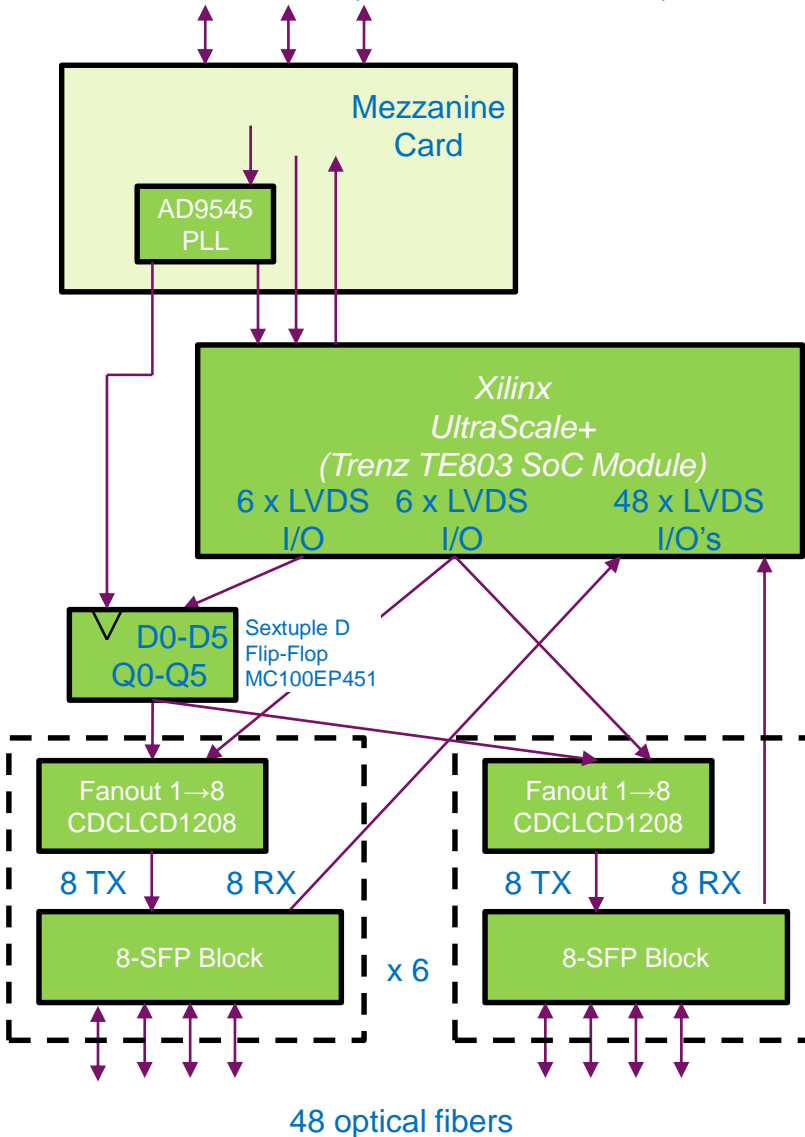 Mezzanine
Card
AD9545
PLL
Xilinx
UltraScale+
(Trenz TE803 SoC Module)
6 x LVDS 6 x LVDS 48 x LVDS
I/O I/O I/O's
D0-D5
Q0-Q5
Sextuple D
Flip-Flop
MC100EP451
Fanout 1→8
CDCLCD1208
Fanout 1→8
CDCLCD1208
8 TX 8 RX
8 TX 8 RX
8-SFP Block
x 6
8-SFP Block
48 optical fibers